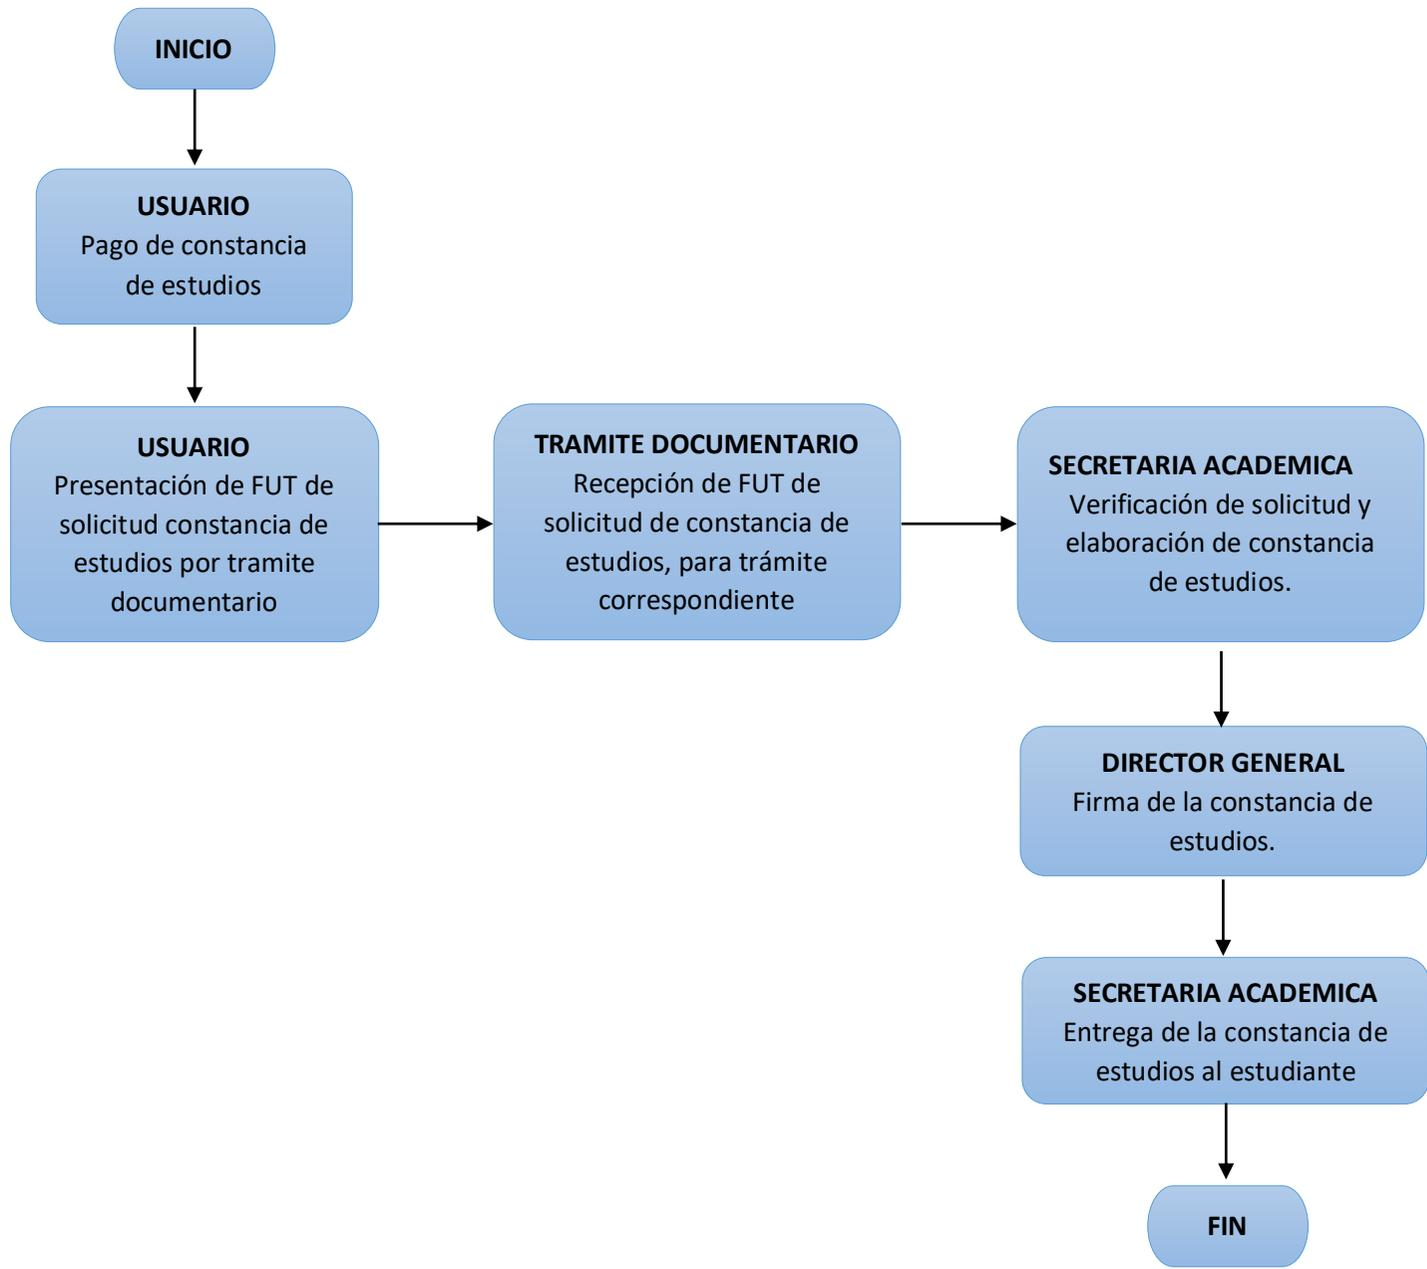 INICIO
USUARIO
Pago de constancia
de estudios
USUARIO
Presentación de FUT de
solicitud constancia de
estudios por tramite
documentario
TRAMITE DOCUMENTARIO
Recepción de FUT de
solicitud de constancia de
estudios, para trámite
correspondiente
SECRETARIA ACADEMICA
Verificación de solicitud y
elaboración de constancia
de estudios.
DIRECTOR GENERAL
Firma de la constancia de
estudios.
SECRETARIA ACADEMICA
Entrega de la constancia de
estudios al estudiante
FIN